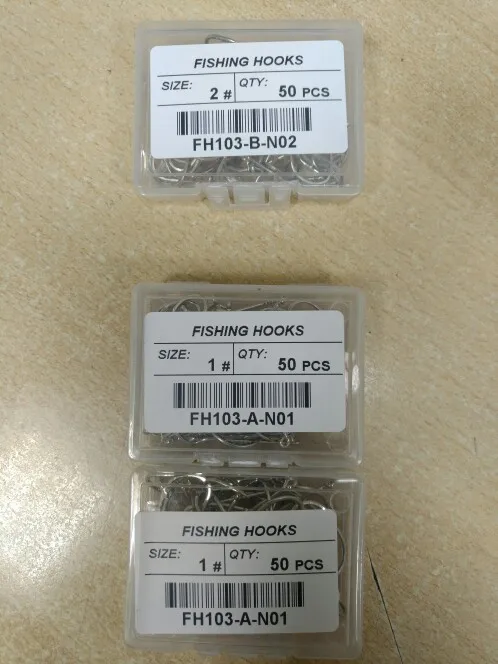 FISHING HOOKS
SIZE: 2 # QTY: 50 PCS
FH103-B-N02
FISHING HOOKS
SIZE: 1 # QTY: 50 PCS
FH103-A-N01
FISHING HOOKS
SIZE: 1 # QTY: 50 PCS
FH103-A-N01